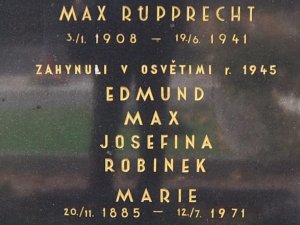 MAX RUPPRECHT
3./1. 1908 – 19./6. 1941
ZAHYNULI V OSVĚTIMI r. 1945
EDMUND
MAX
JOSEFINA
ROBINEK
MARIE
20./11. 1885 – 12./7. 1971